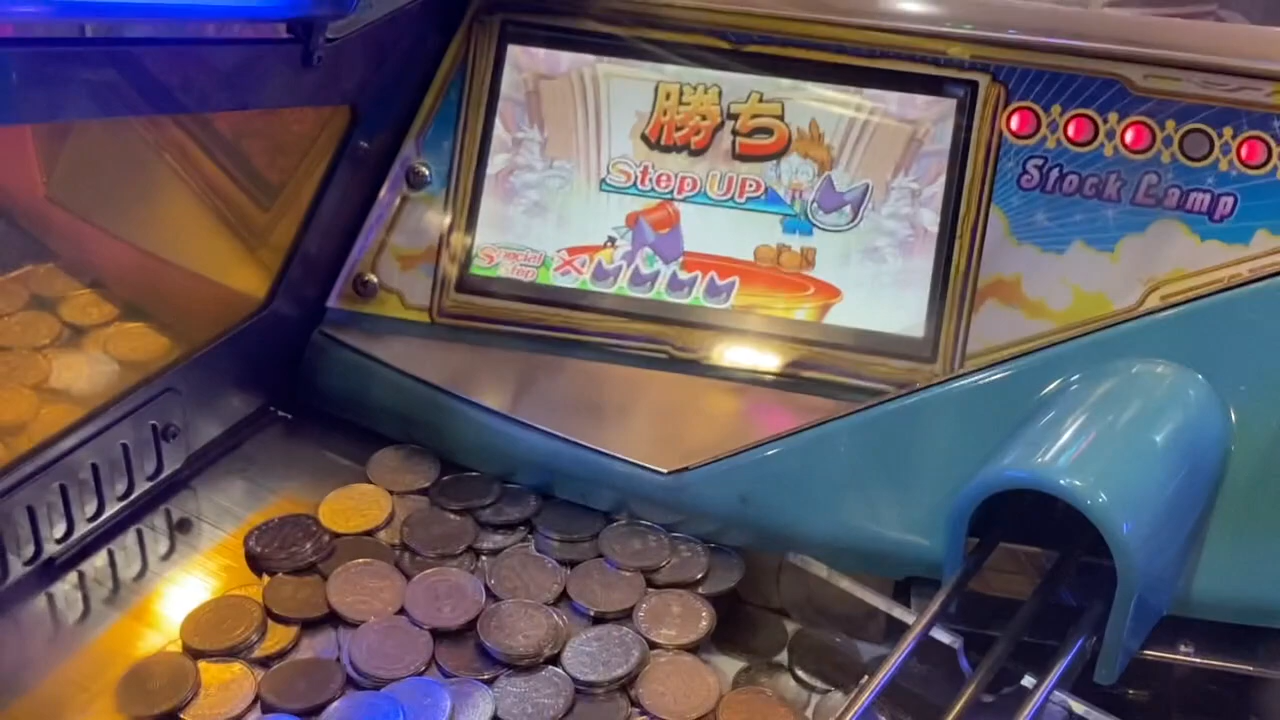 勝ち
Step UP
Special
Step
Stock Lamp